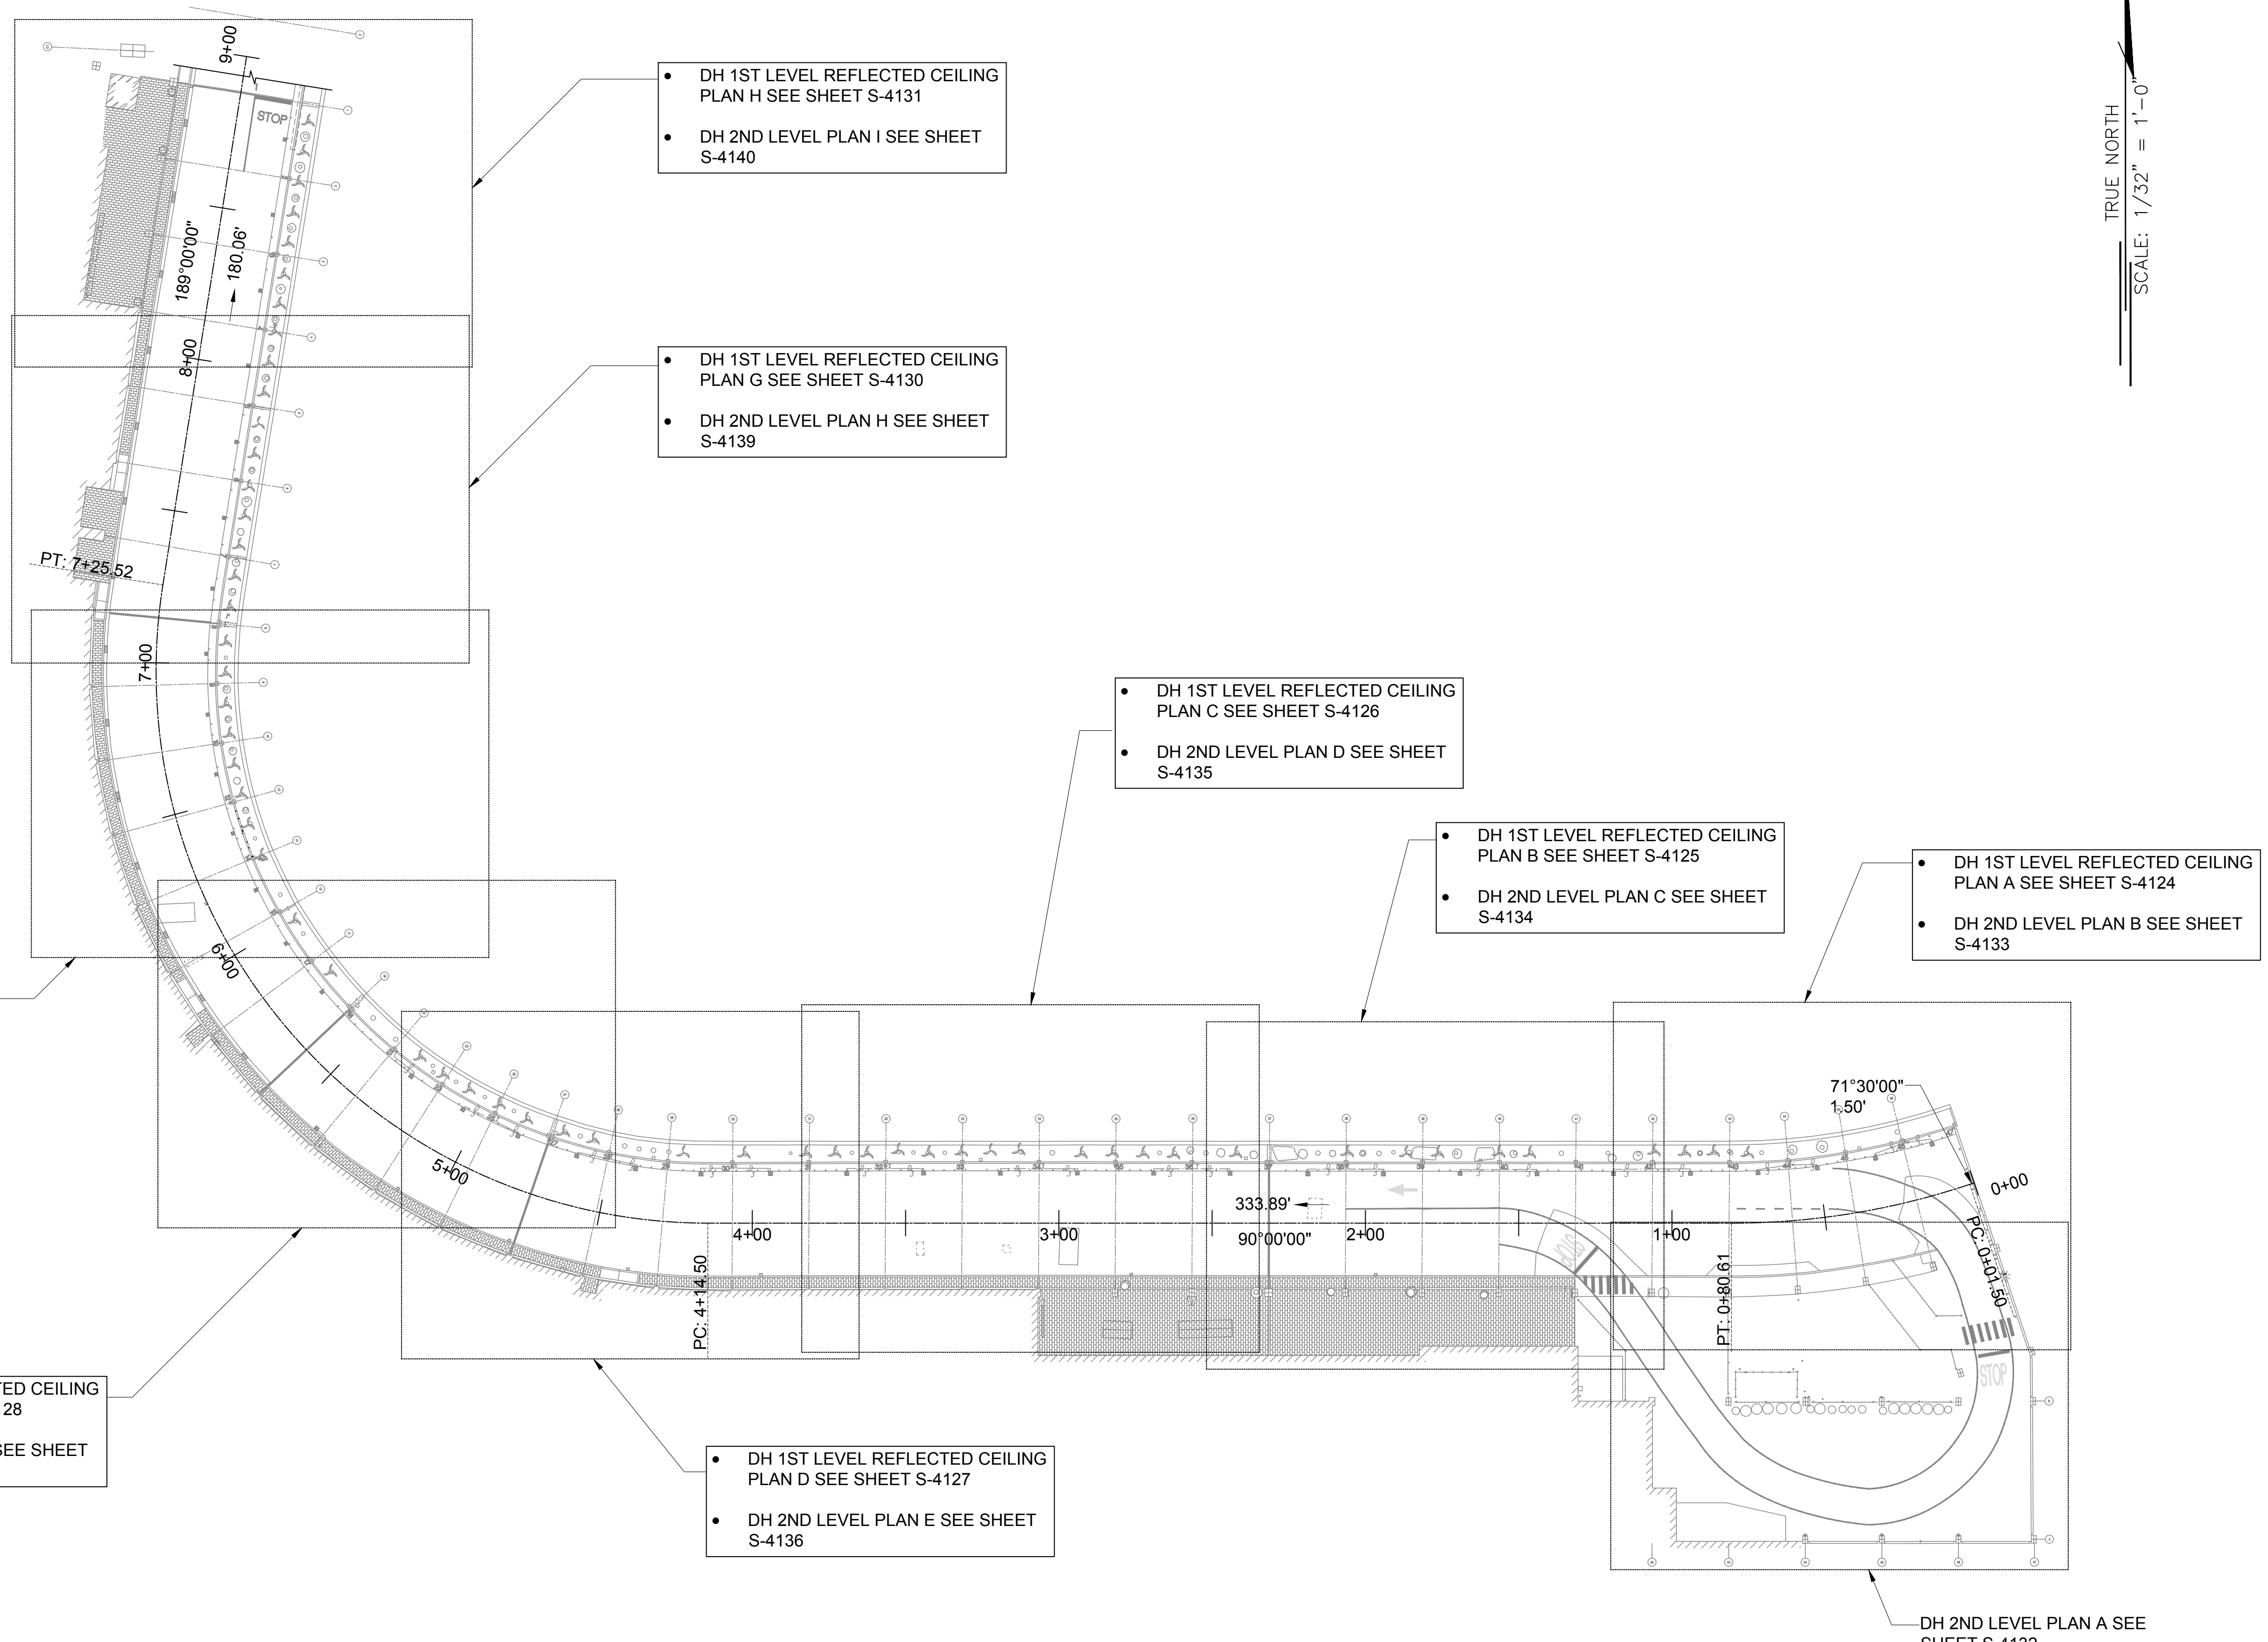 9+00
STOP
189°00'00"
180.06'
8+00
PT: 7+25.52
7+00
6+00
5+00
• DH 1ST LEVEL REFLECTED CEILING
PLAN H SEE SHEET S-4131
• DH 2ND LEVEL PLAN I SEE SHEET
S-4140
• DH 1ST LEVEL REFLECTED CEILING
PLAN G SEE SHEET S-4130
• DH 2ND LEVEL PLAN H SEE SHEET
S-4139
TRUE NORTH
SCALE: 1/32" = 1'-0"
• DH 1ST LEVEL REFLECTED CEILING
PLAN C SEE SHEET S-4126
• DH 2ND LEVEL PLAN D SEE SHEET
S-4135
• DH 1ST LEVEL REFLECTED CEILING
PLAN B SEE SHEET S-4125
• DH 2ND LEVEL PLAN C SEE SHEET
S-4134
• DH 1ST LEVEL REFLECTED CEILING
PLAN A SEE SHEET S-4124
• DH 2ND LEVEL PLAN B SEE SHEET
S-4133
71°30'00"
1.50'
0+00
PC: 0+01.50
333.89'
4+00
3+00
90°00'00"
2+00
1+00
STOP
PC: 4+14.50
PT: 0+80.61
STOP
CEILING
28
SEE SHEET
• DH 1ST LEVEL REFLECTED CEILING
PLAN D SEE SHEET S-4127
• DH 2ND LEVEL PLAN E SEE SHEET
S-4136
DH 2ND LEVEL PLAN A SEE
SHEET S-4132